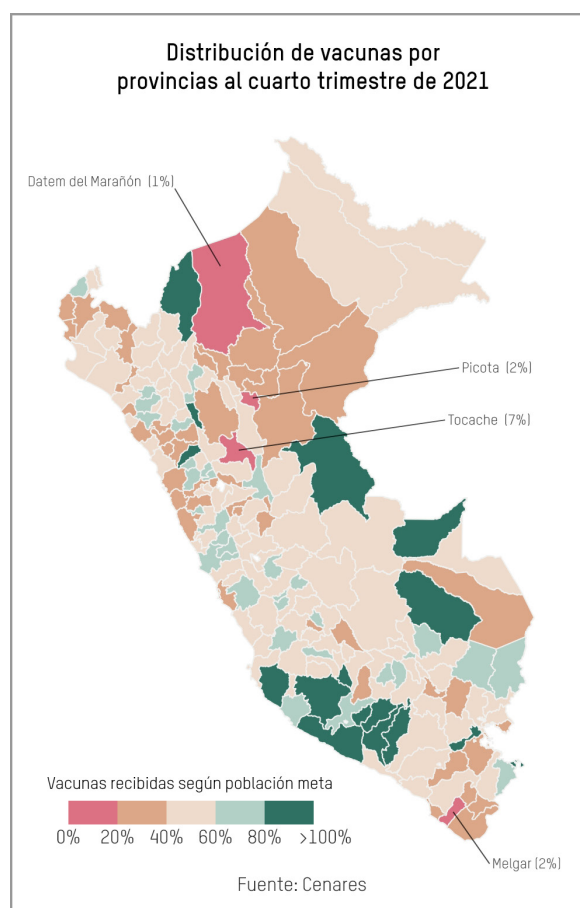 Distribución de vacunas por
provincias al cuarto trimestre de 2021
Datem del Marañón (1%)
Picota (2%)
Tocache (7%)
Vacunas recibidas según población meta
0% 20% 40% 60% 80% >100%
Melgar (2%)
Fuente: Cenares